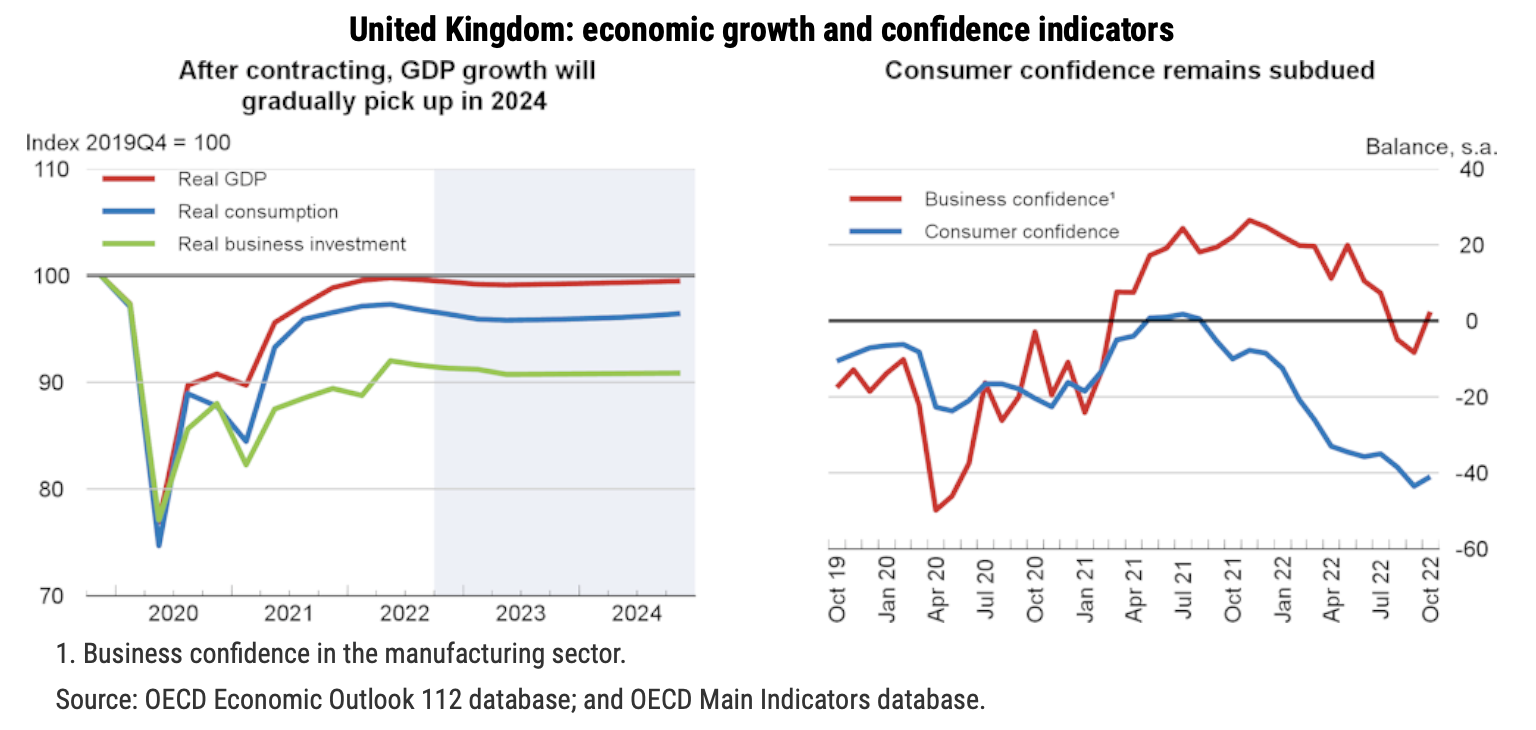 United Kingdom: economic growth and confidence indicators
After contracting, GDP growth will
gradually pick up in 2024
Index 2019Q4 = 100
110
100
90
80
70
Real GDP
Real consumption
Real business investment
2020
2021
2022
2023
2024
Consumer confidence remains subdued
Balance, s.a.
40
20
0
-20
-40
-60
Business confidence¹
Consumer confidence
Oct 19
Jan 20
Apr 20
Jul 20
Oct 20
Jan 21
Apr 21
Jul 21
Oct 21
Jan 22
Apr 22
Jul 22
Oct 22
1. Business confidence in the manufacturing sector.
Source: OECD Economic Outlook 112 database; and OECD Main Indicators database.